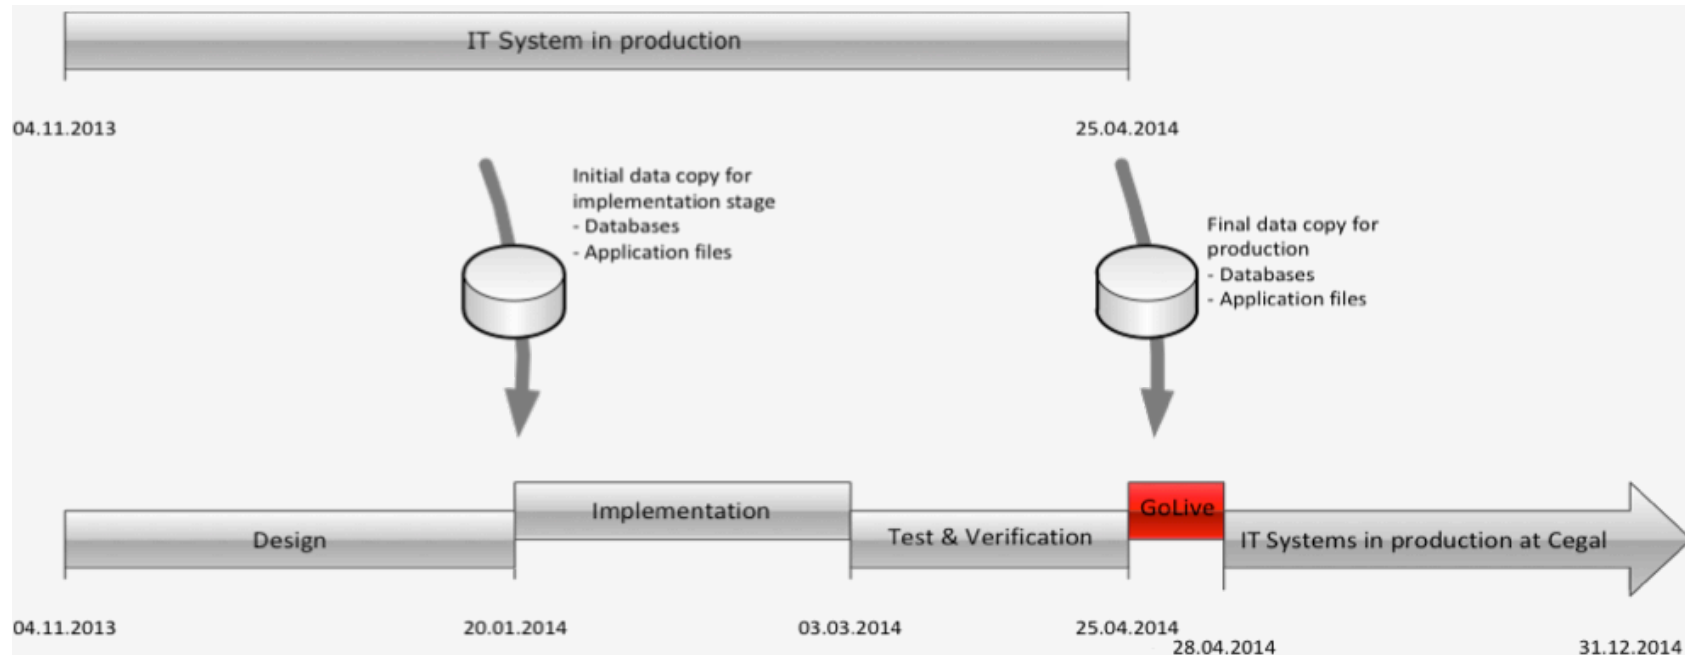 IT System in production
04.11.2013
25.04.2014
Initial data copy for
implementation stage
- Databases
- Application files
Final data copy for
production
- Databases
- Application files
Design
Implementation
Test & Verification
GoLive
IT Systems in production at Cegal
04.11.2013
20.01.2014
03.03.2014
25.04.2014
28.04.2014
31.12.2014